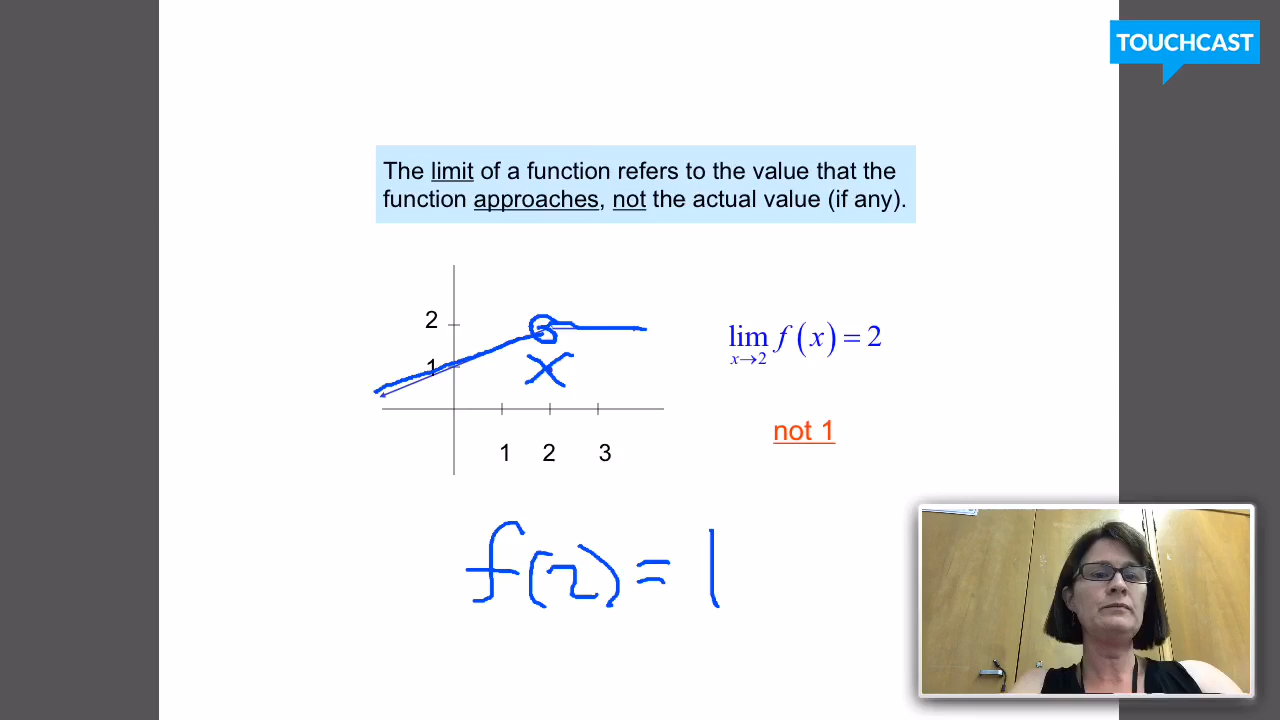 TOUCHCAST
The limit of a function refers to the value that the
function approaches, not the actual value (if any).
2
1
1 2 3
X
lim f(x) = 2
x→2
not 1
f(2) = 1